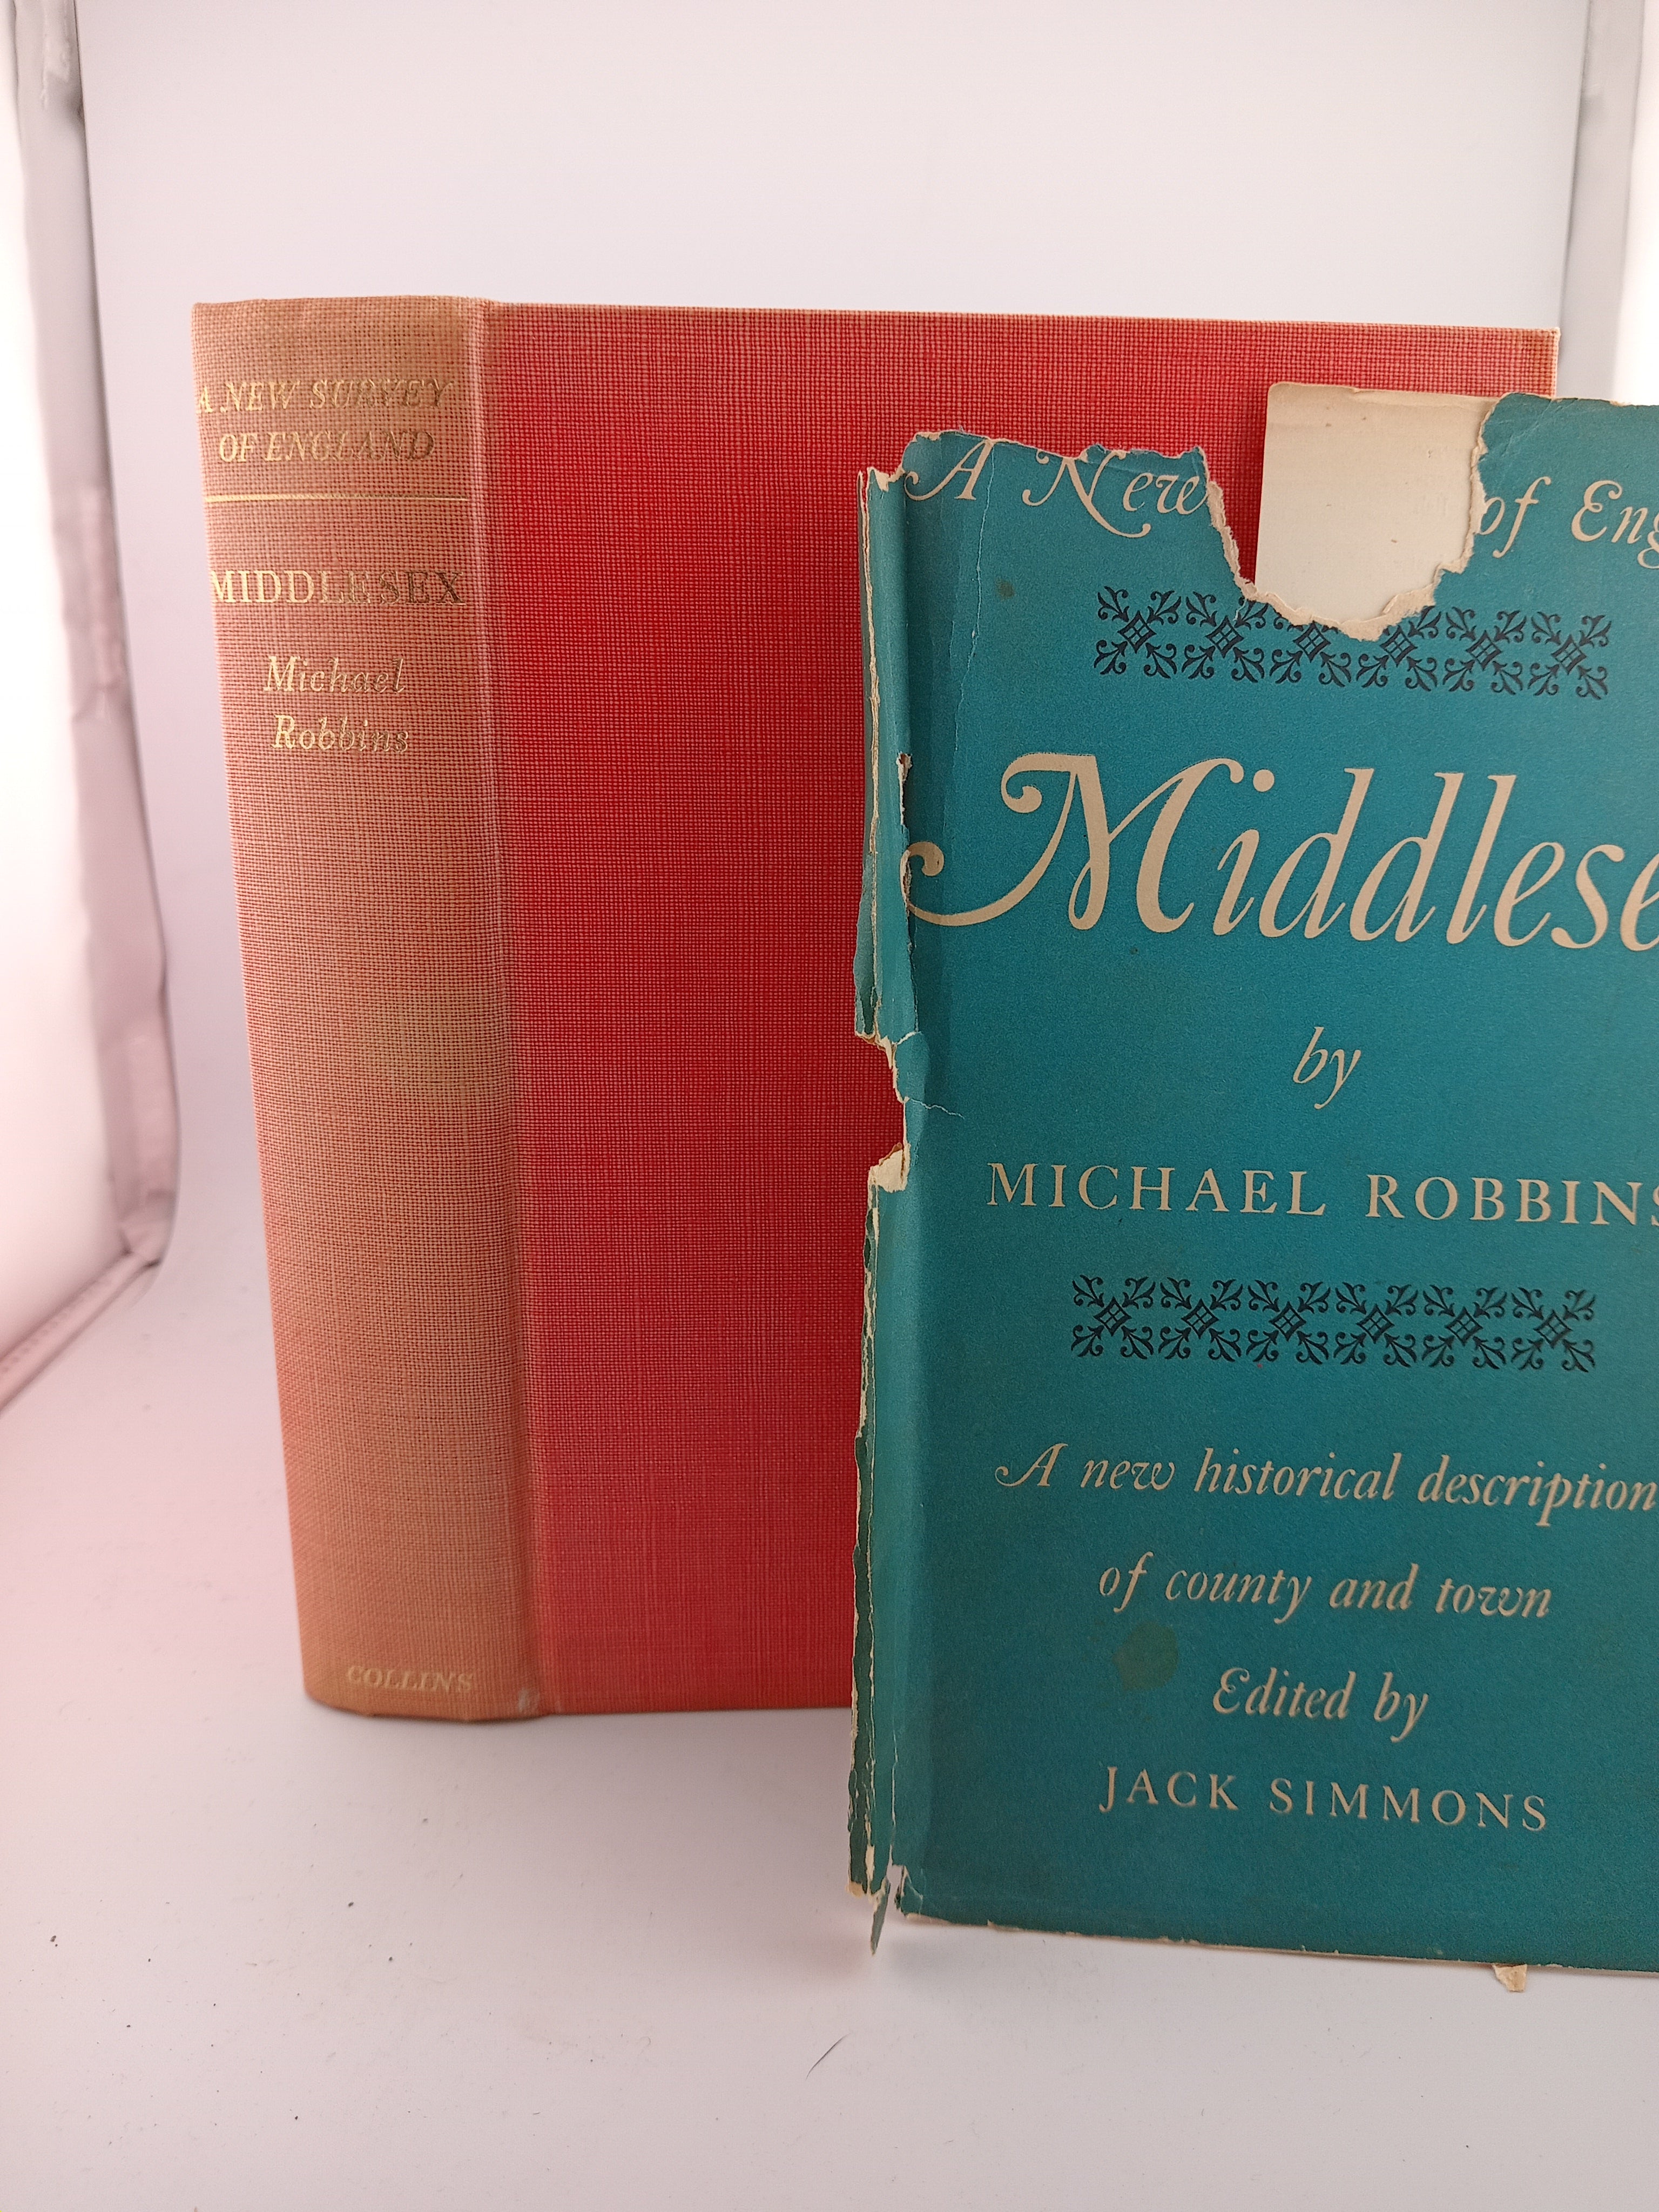 A NEW SURVEY
OF ENGLAND
MIDDLESEX
Michael
Robbins
COLLINS
A New of Eng
Middlese
by
MICHAEL ROBBINS
A new historical description
of county and town
Edited by
JACK SIMMONS